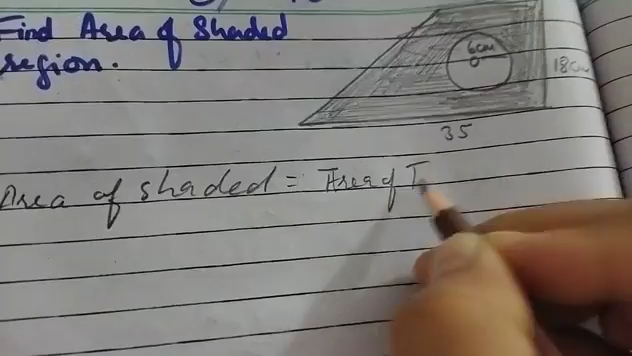 Find Area of Shaded
region.
6cm
18cm
35
Area of Shaded = Area of T